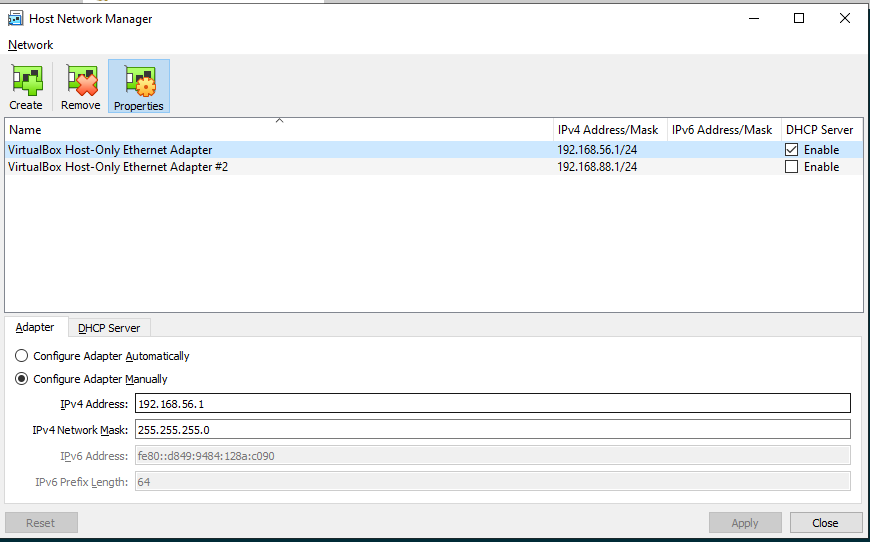 Host Network Manager
Network
Create Remove Properties
Name IPv4 Address/Mask IPv6 Address/Mask DHCP Server
VirtualBox Host-Only Ethernet Adapter 192.168.56.1/24 Enable
VirtualBox Host-Only Ethernet Adapter #2 192.168.88.1/24 Enable
Adapter DHCP Server
Configure Adapter Automatically
Configure Adapter Manually
IPv4 Address: 192.168.56.1
IPv4 Network Mask: 255.255.255.0
IPv6 Address: fe80::d849:9484:128a:c090
IPv6 Prefix Length: 64
Reset Apply Close